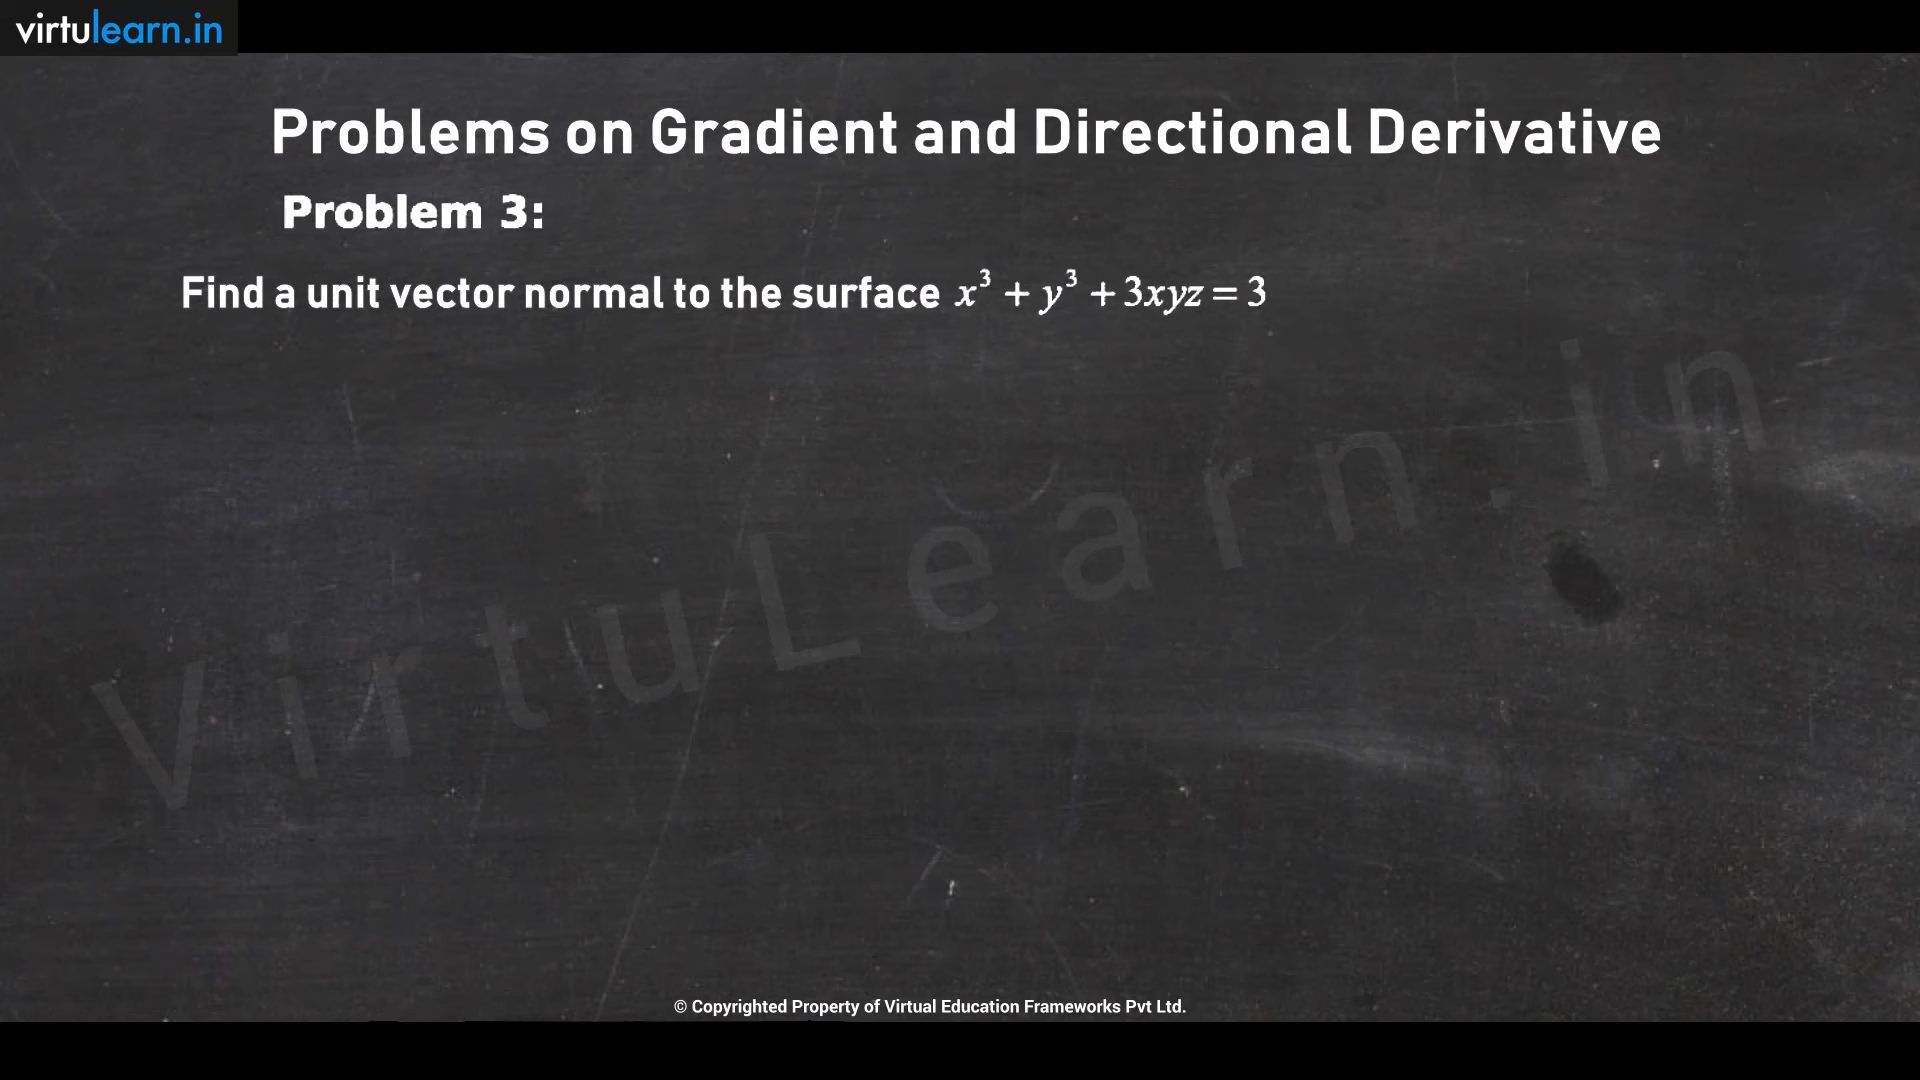 virtulearn.in
Problems on Gradient and Directional Derivative
Problem 3:
Find a unit vector normal to the surface x³ + y³ + 3xyz = 3
VirtuLearn.in
© Copyrighted Property of Virtual Education Frameworks Pvt Ltd.